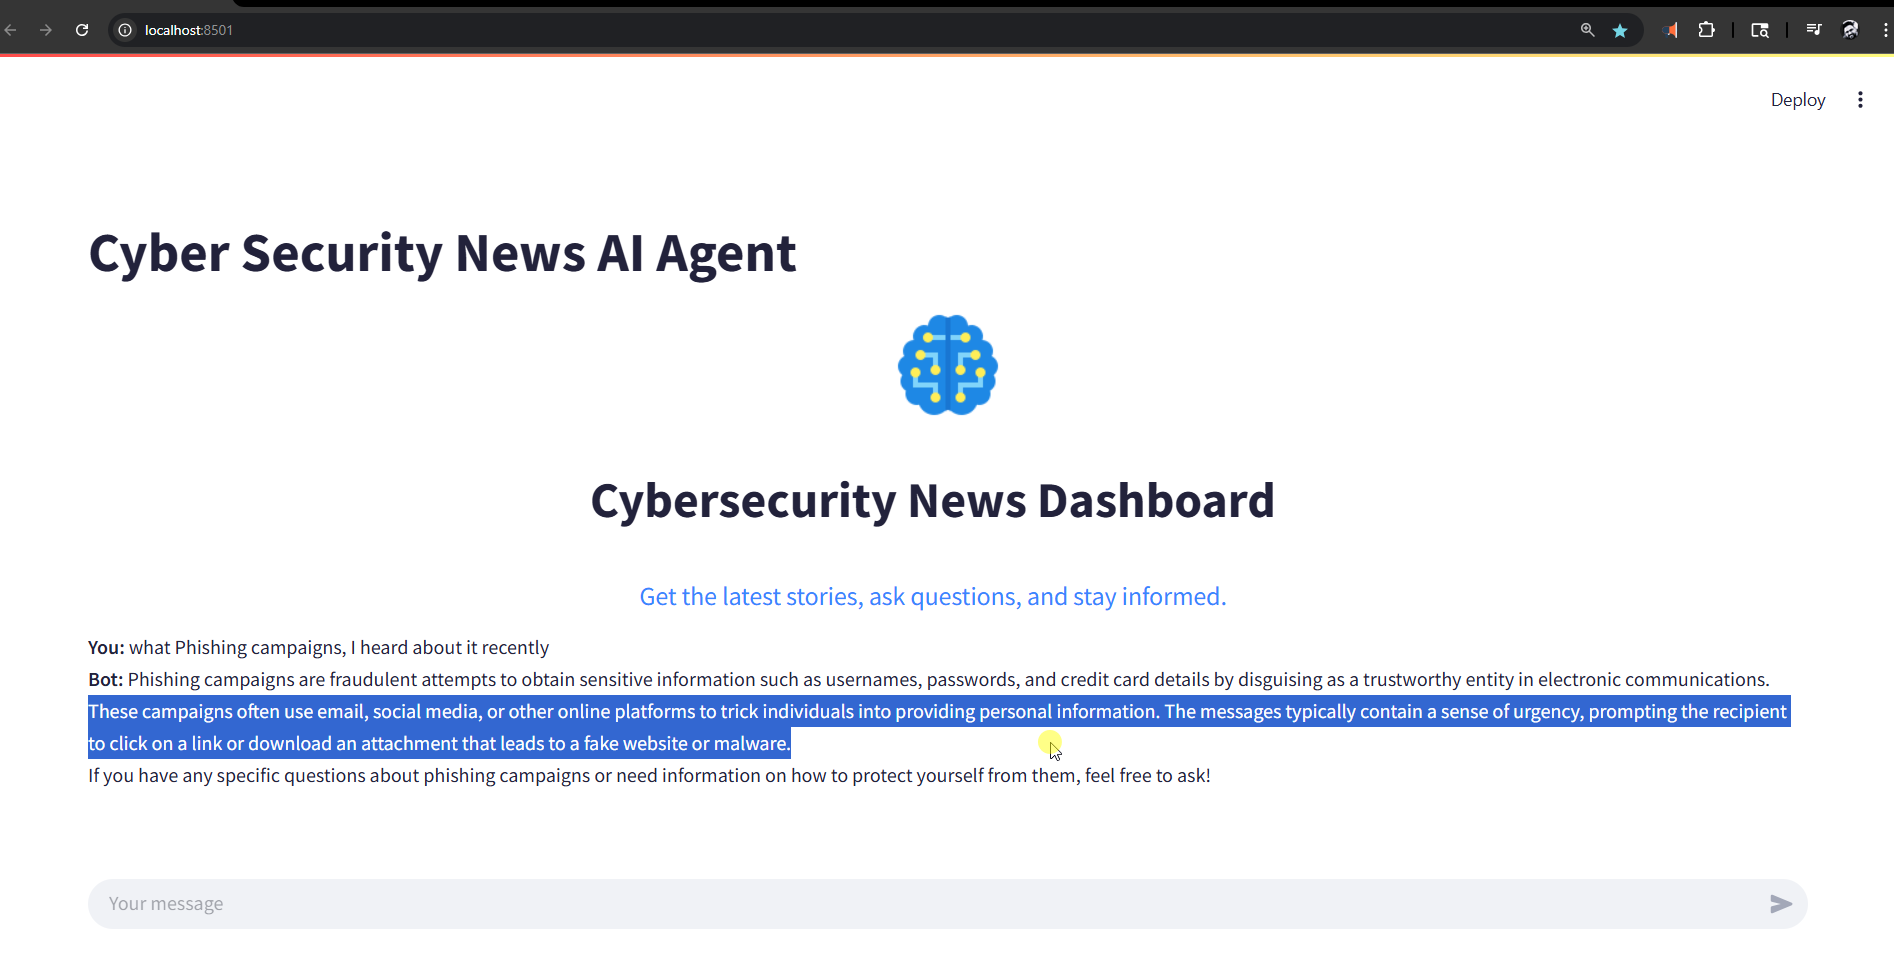 localhost:8501
Deploy
Cyber Security News AI Agent
Cybersecurity News Dashboard
Get the latest stories, ask questions, and stay informed.
You: what Phishing campaigns, I heard about it recently
Bot: Phishing campaigns are fraudulent attempts to obtain sensitive information such as usernames, passwords, and credit card details by disguising as a trustworthy entity in electronic communications.
These campaigns often use email, social media, or other online platforms to trick individuals into providing personal information. The messages typically contain a sense of urgency, prompting the recipient
to click on a link or download an attachment that leads to a fake website or malware.
If you have any specific questions about phishing campaigns or need information on how to protect yourself from them, feel free to ask!
Your message